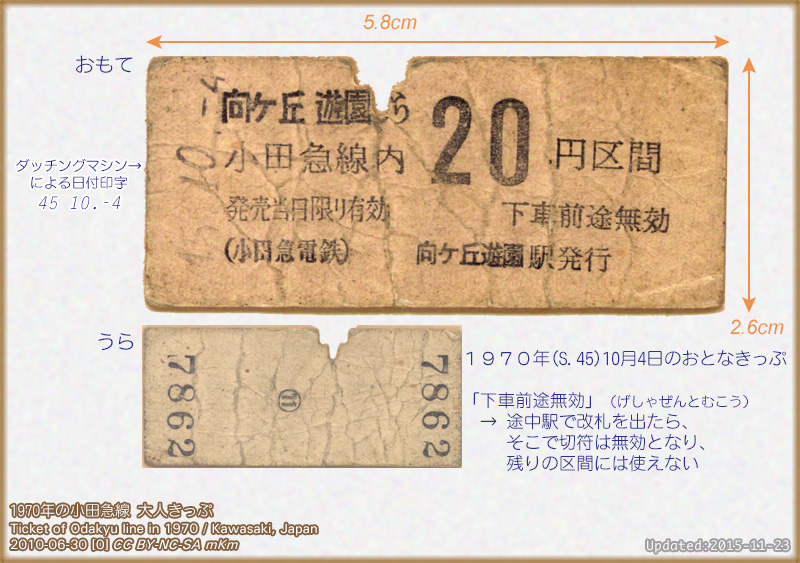 5.8cm
おもて
向ケ丘遊園から
小田急線内
20
円区間
発売当日限り有効
下車前途無効
(小田急電鉄)
向ケ丘遊園駅発行
45 10.-4
ダッチングマシン→
による日付印字
45 10.-4
2.6cm
うら
7862
⑪
7862
1970年(S.45)10月4日のおとなきっぷ
「下車前途無効」(げしゃぜんとむこう)
→ 途中駅で改札を出たら、
そこで切符は無効となり、
残りの区間には使えない
1970年の小田急線 大人きっぷ
Ticket of Odakyu line in 1970 / Kawasaki, Japan
2010-06-30 [0] CC BY-NC-SA mKm
Updated:2015-11-23